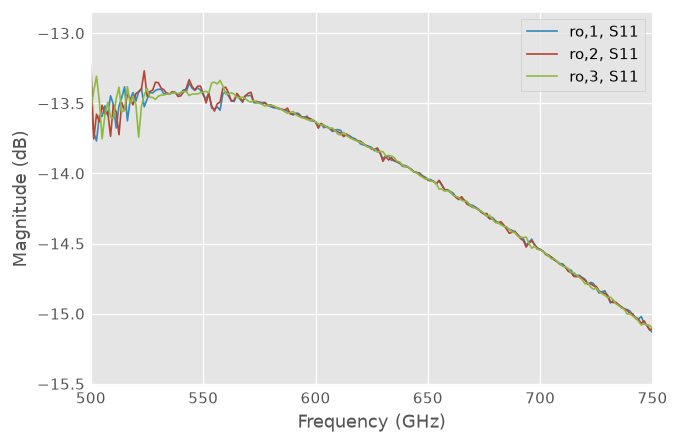 ro,1, S11
ro,2, S11
ro,3, S11
Magnitude (dB)
−13.0
−13.5
−14.0
−14.5
−15.0
−15.5
500 550 600 650 700 750
Frequency (GHz)